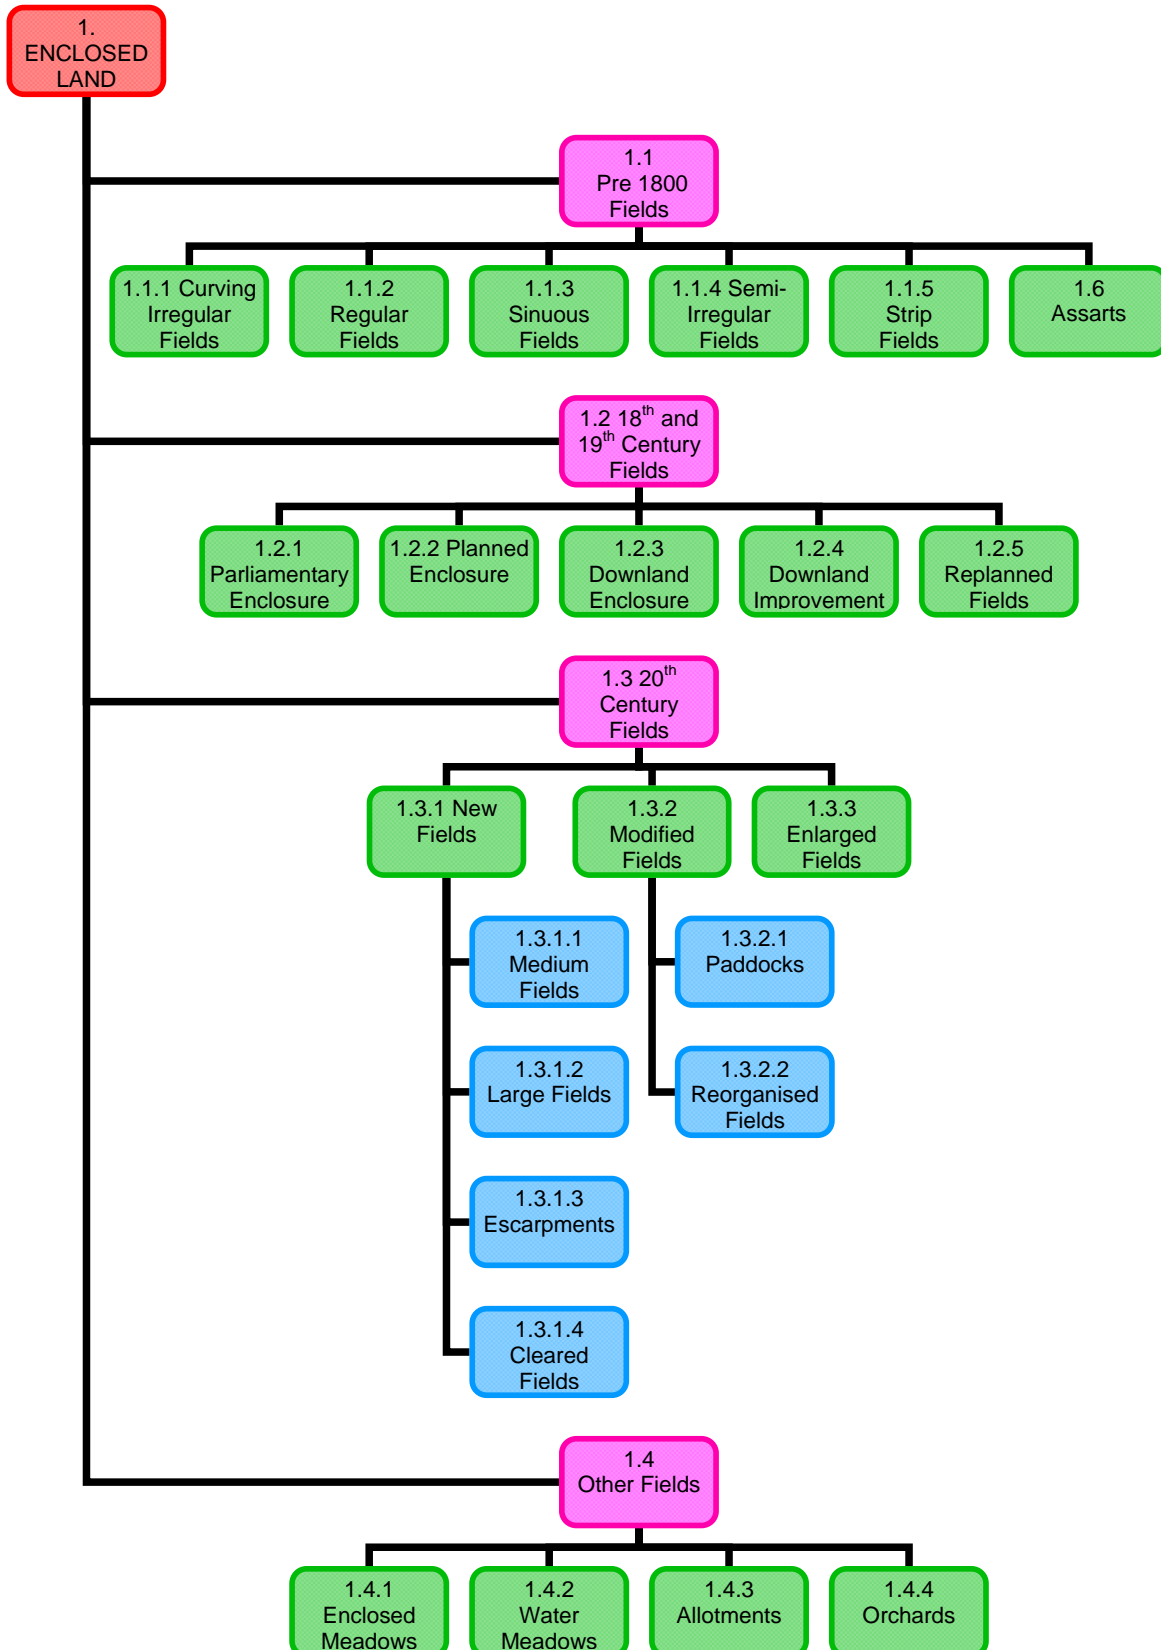 1.
ENCLOSED
LAND
1.1
Pre 1800
Fields
1.1.1 Curving
Irregular
Fields
1.1.2
Regular
Fields
1.1.3
Sinuous
Fields
1.1.4 Semi-
Irregular
Fields
1.1.5
Strip
Fields
1.6
Assarts
1.2 18th and
19th Century
Fields
1.2.1
Parliamentary
Enclosure
1.2.2 Planned
Enclosure
1.2.3
Downland
Enclosure
1.2.4
Downland
Improvement
1.2.5
Replanned
Fields
1.3 20th
Century
Fields
1.3.1 New
Fields
1.3.2
Modified
Fields
1.3.3
Enlarged
Fields
1.3.1.1
Medium
Fields
1.3.2.1
Paddocks
1.3.1.2
Large Fields
1.3.2.2
Reorganised
Fields
1.3.1.3
Escarpments
1.3.1.4
Cleared
Fields
1.4
Other Fields
1.4.1
Enclosed
Meadows
1.4.2
Water
Meadows
1.4.3
Allotments
1.4.4
Orchards